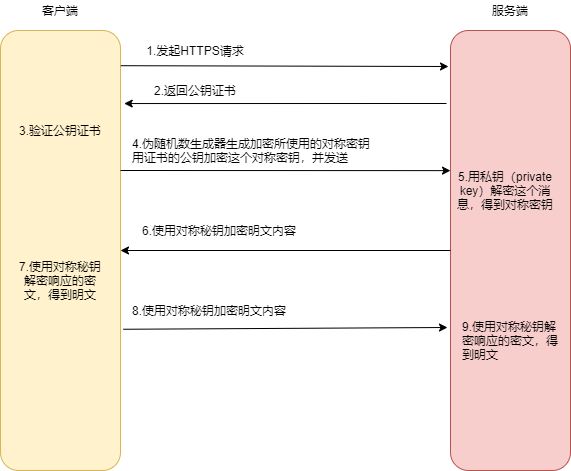 客户端
服务端
1.发起HTTPS请求
2.返回公钥证书
3.验证公钥证书
4.伪随机数生成器生成加密所使用的对称密钥
用证书的公钥加密这个对称密钥，并发送
5.用私钥（private
key）解密这个消
息，得到对称密钥
6.使用对称秘钥加密明文内容
7.使用对称秘钥
解密响应的密
文，得到明文
8.使用对称秘钥加密明文内容
9.使用对称秘钥解
密响应的密文，得
到明文